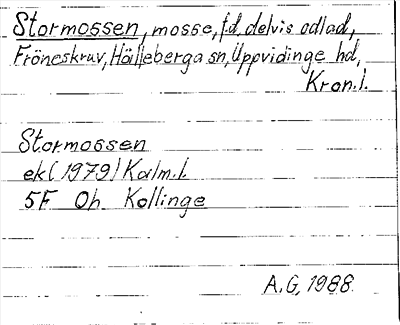 Stormossen, mosse, f.d. delvis odlad,
Fröneskruv, Hälleberga sn, Uppvidinge hd,
Kron.l.
Stormossen
ek (1979) Kalm.l.
5F Oh Kollinge
A.G, 1988.